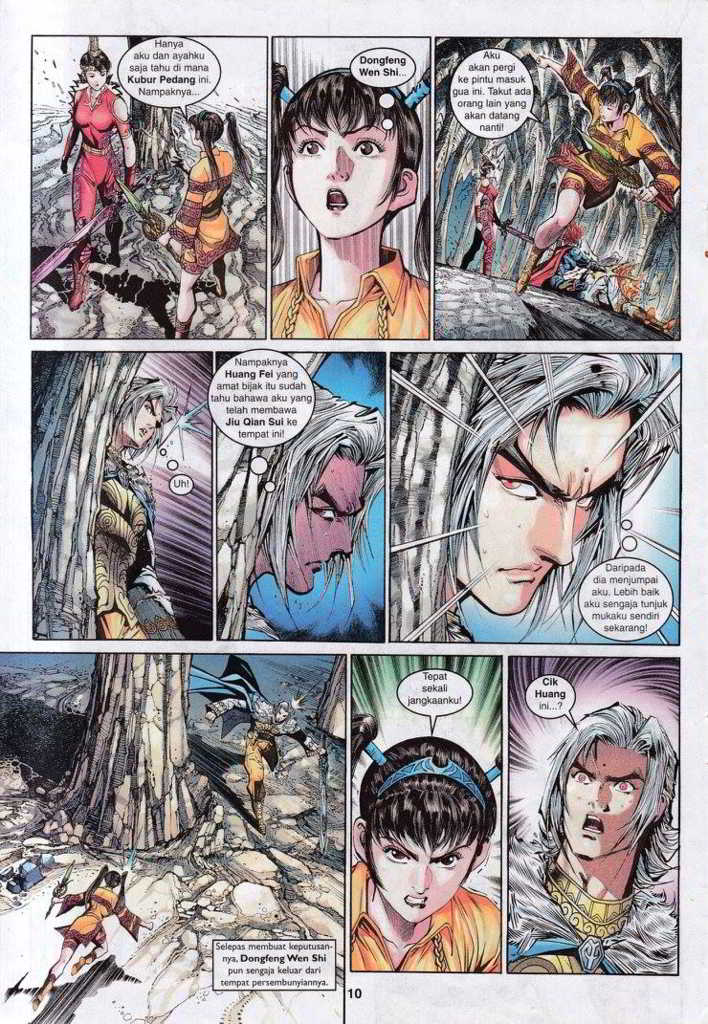 Hanya
aku dan ayahku
saja tahu di mana
Kubur Pedang ini.
Nampaknya...
Dongfeng
Wen Shi...
Aku
akan pergi
ke pintu masuk
gua ini. Takut ada
orang lain yang
akan datang
nanti!
Uh!
Nampaknya
Huang Fei yang
amat bijak itu sudah
tahu bahawa aku yang
telah membawa
Jiu Qian Sui ke
tempat ini!
Daripada
dia menjumpai
aku. Lebih baik
aku sengaja tunjuk
mukaku sendiri
sekarang!
Selepas membuat keputusan-
nya, Dongfeng Wen Shi
pun sengaja keluar dari
tempat persembunyiannya.
Tepat
sekali
jangkaanku!
Cik
Huang
ini...?
10